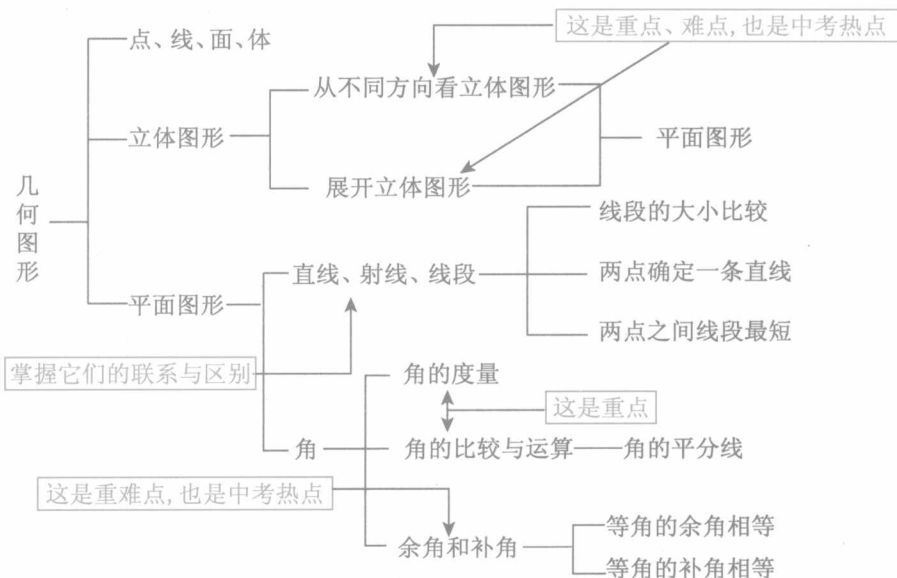 这是重点、难点,也是中考热点
点、线、面、体
从不同方向看立体图形
立体图形
平面图形
展开立体图形
几何图形
线段的大小比较
直线、射线、线段
两点确定一条直线
平面图形
两点之间线段最短
掌握它们的联系与区别
角的度量
这是重点
角
角的比较与运算
角的平分线
这是重难点,也是中考热点
等角的余角相等
余角和补角
等角的补角相等